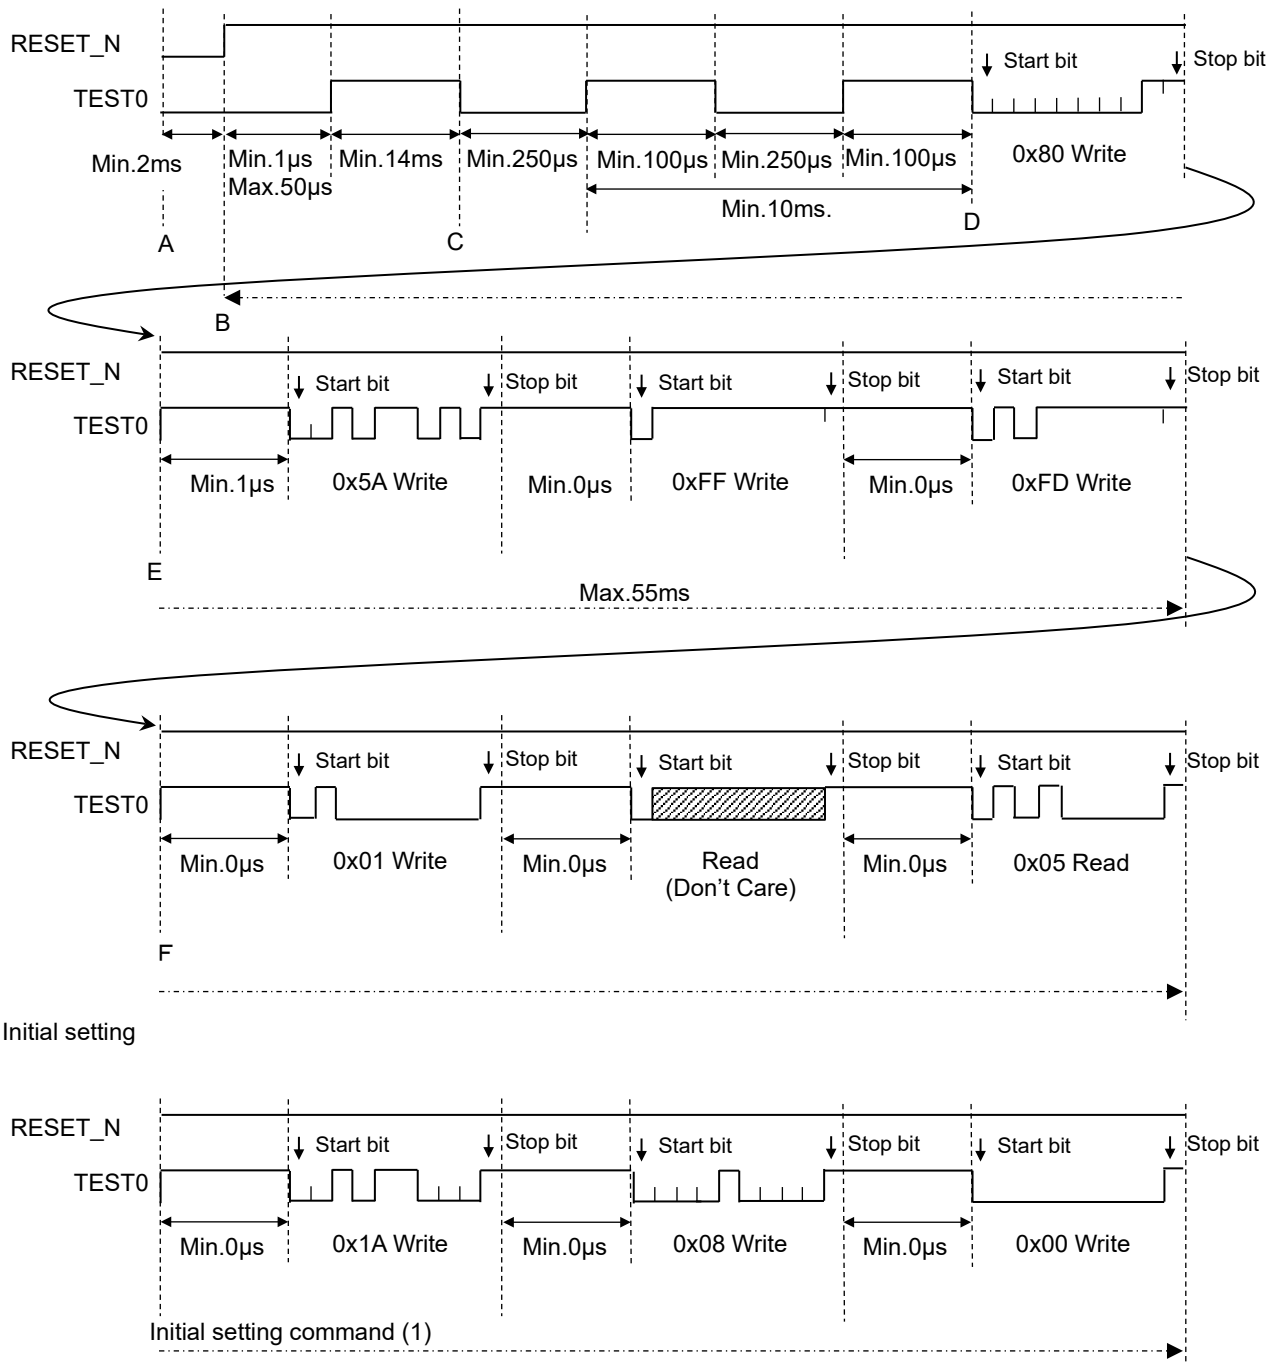 RESET_N
Start bit
Stop bit
TEST0
Min.2ms
Min.1µs
Max.50µs
Min.14ms
Min.250µs
Min.100µs
Min.250µs
Min.100µs
0x80 Write
Min.10ms.
A
C
D
B
RESET_N
Start bit
Stop bit
Start bit
Stop bit
Start bit
Stop bit
TEST0
Min.1µs
0x5A Write
Min.0µs
0xFF Write
Min.0µs
0xFD Write
E
Max.55ms
RESET_N
Start bit
Stop bit
Start bit
Stop bit
Start bit
Stop bit
TEST0
Min.0µs
0x01 Write
Min.0µs
Read
(Don't Care)
Min.0µs
0x05 Read
F
Initial setting
RESET_N
Start bit
Stop bit
Start bit
Stop bit
Start bit
Stop bit
TEST0
Min.0µs
0x1A Write
Min.0µs
0x08 Write
Min.0µs
0x00 Write
Initial setting command (1)